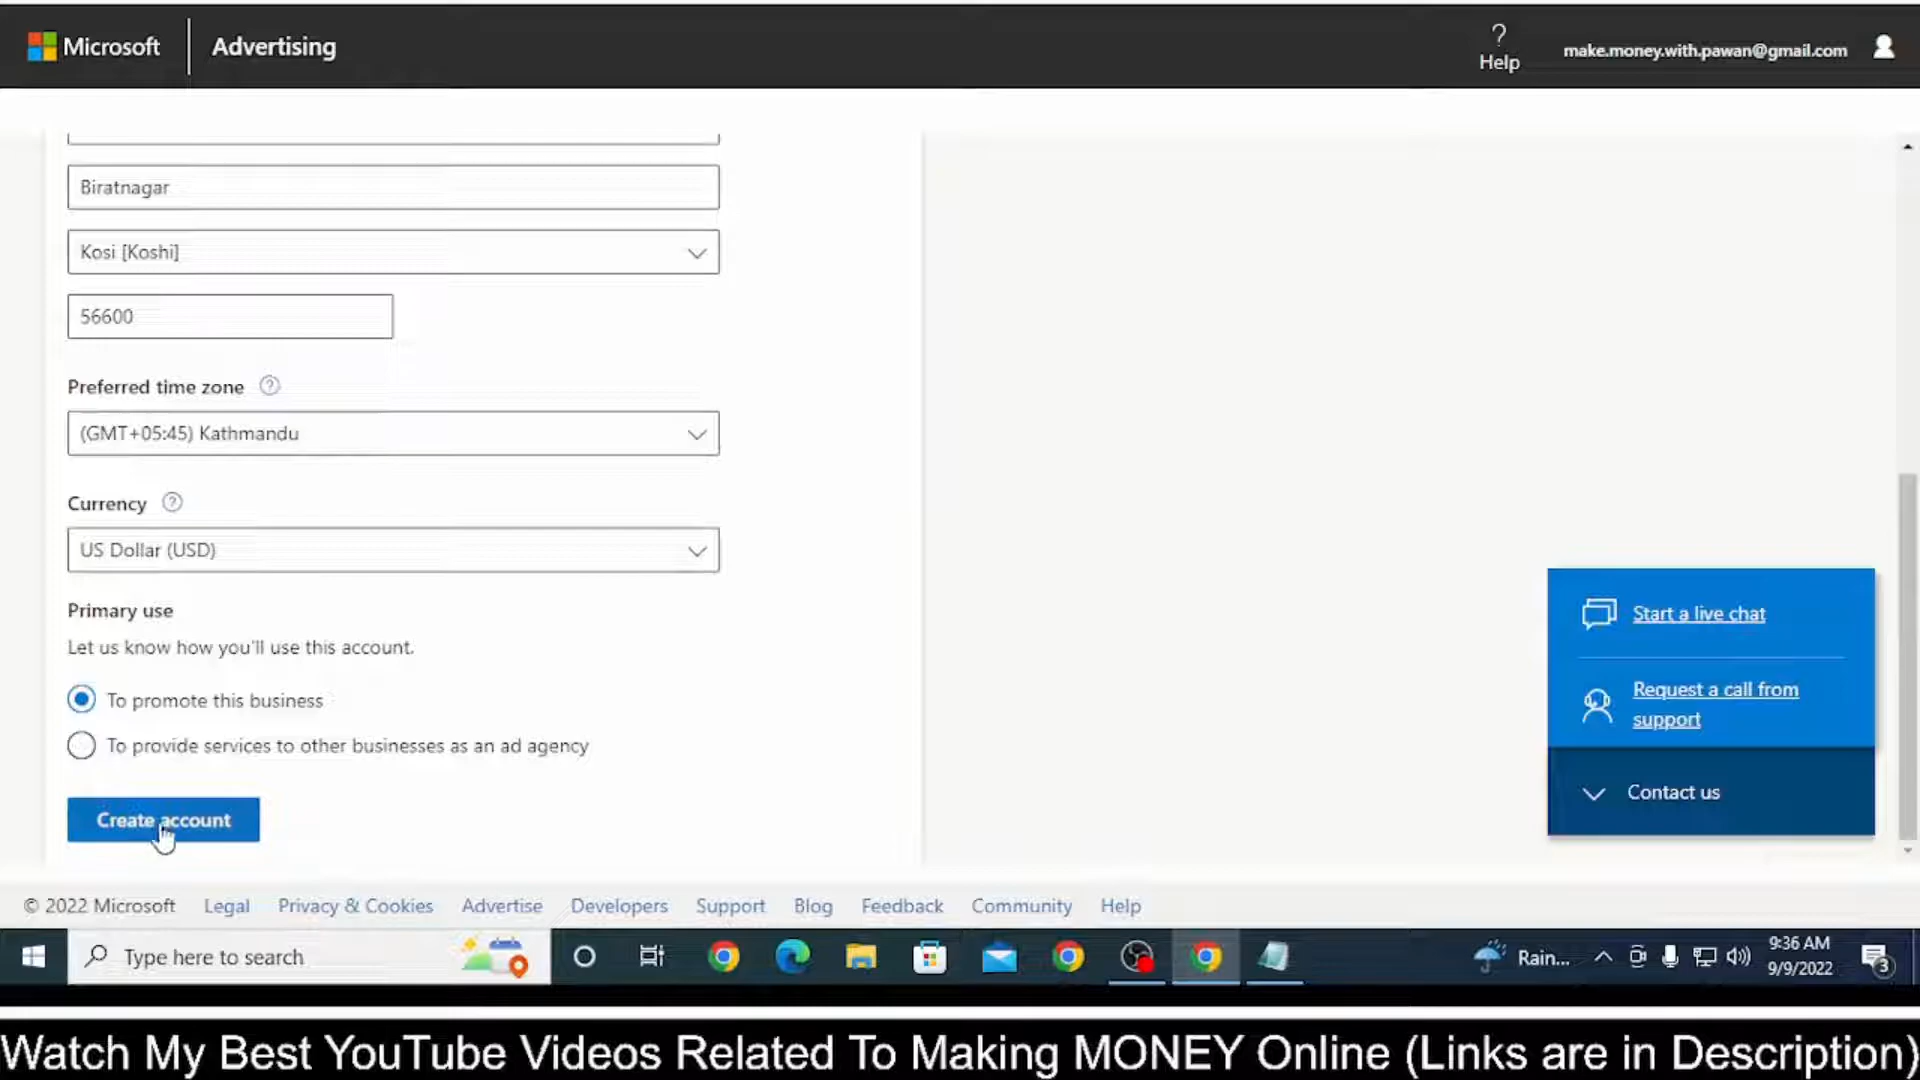 Microsoft
Advertising
?
Help
make.money.with.pawan@gmail.com
Biratnagar
Kosi [Koshi]
56600
Preferred time zone ?
(GMT+05:45) Kathmandu
Currency ?
US Dollar (USD)
Primary use
Let us know how you'll use this account.
To promote this business
To provide services to other businesses as an ad agency
Create account
Start a live chat
Request a call from
support
Contact us
© 2022 Microsoft Legal Privacy & Cookies Advertise Developers Support Blog Feedback Community Help
Type here to search
Rain...
9:36 AM
9/9/2022
3
Watch My Best YouTube Videos Related To Making MONEY Online (Links are in Description)